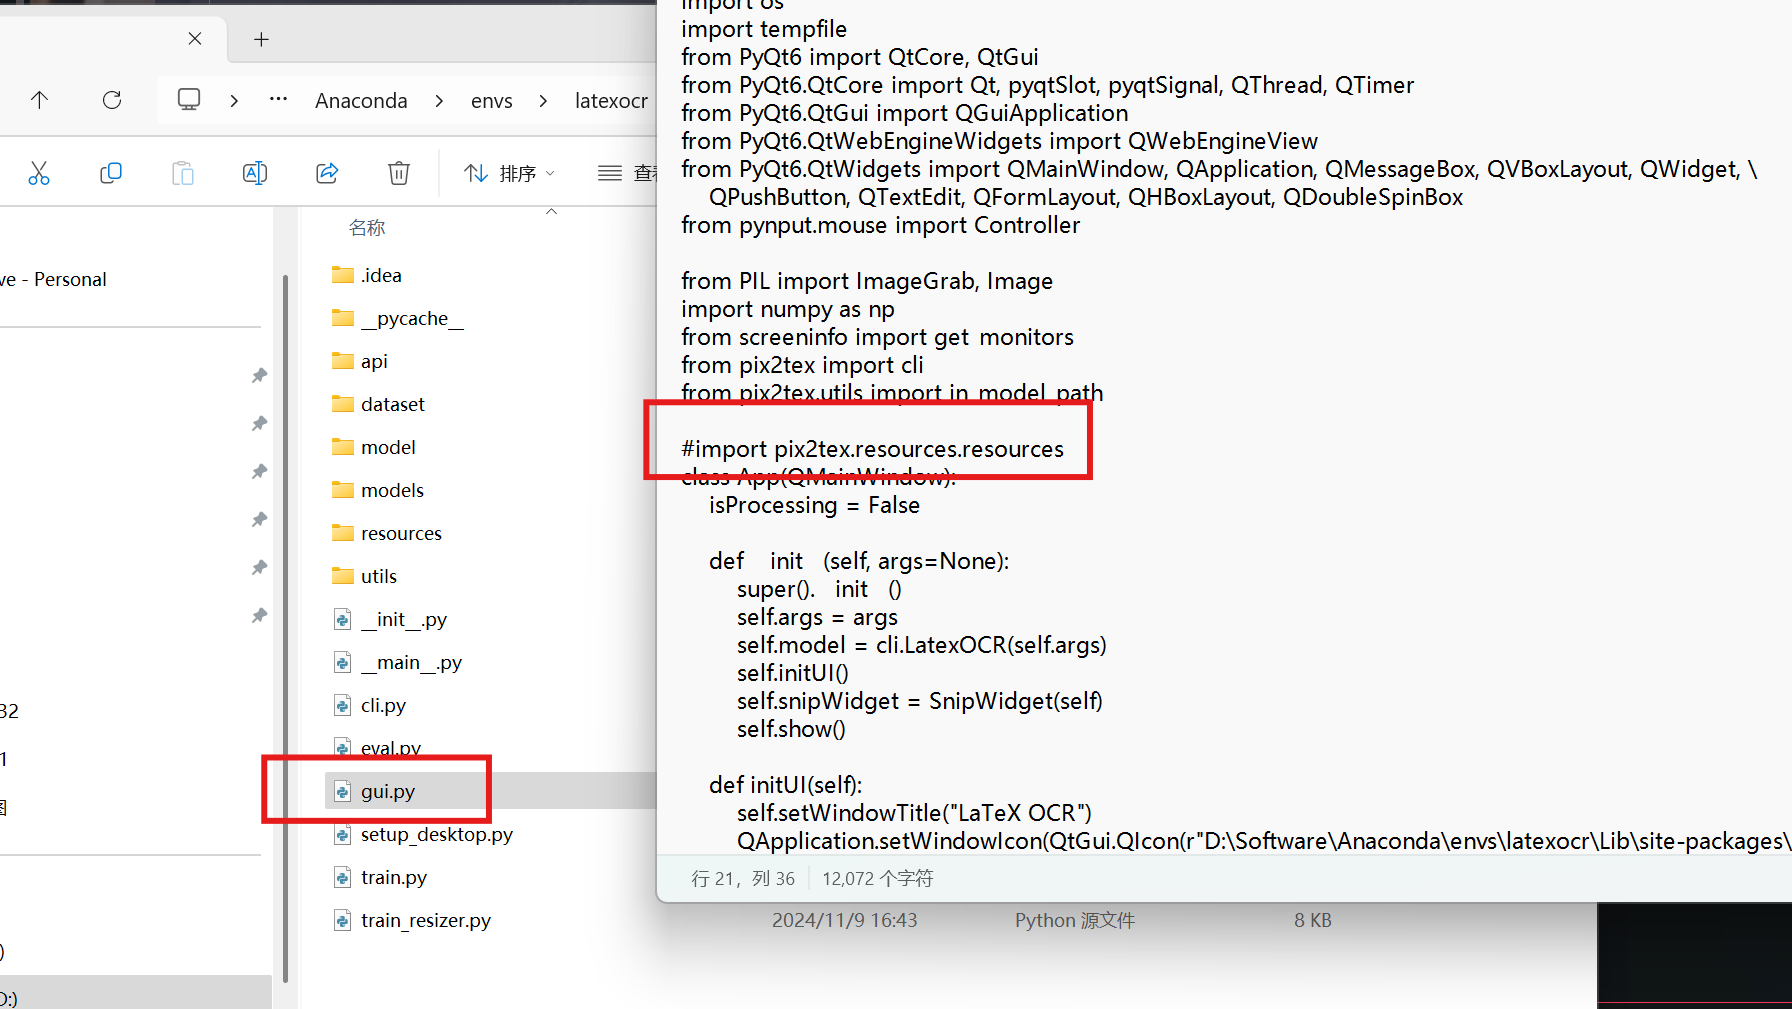 Anaconda
envs
latexocr
排序
名称
ve - Personal
32
1
.idea
__pycache__
api
dataset
model
models
resources
utils
__init__.py
__main__.py
cli.py
eval.py
gui.py
setup_desktop.py
train.py
train_resizer.py
2024/11/9 16:43
Python 源文件
8 KB
import os
import tempfile
from PyQt6 import QtCore, QtGui
from PyQt6.QtCore import Qt, pyqtSlot, pyqtSignal, QThread, QTimer
from PyQt6.QtGui import QGuiApplication
from PyQt6.QtWebEngineWidgets import QWebEngineView
from PyQt6.QtWidgets import QMainWindow, QApplication, QMessageBox, QVBoxLayout, QWidget, \
QPushButton, QTextEdit, QFormLayout, QHBoxLayout, QDoubleSpinBox
from pynput.mouse import Controller
from PIL import ImageGrab, Image
import numpy as np
from screeninfo import get monitors
from pix2tex import cli
from pix2tex.utils import in model path
#import pix2tex.resources.resources
class App(QMainWindow):
isProcessing = False
def init (self, args=None):
super(). init ()
self.args = args
self.model = cli.LatexOCR(self.args)
self.initUI()
self.snipWidget = SnipWidget(self)
self.show()
def initUI(self):
self.setWindowTitle("LaTeX OCR")
QApplication.setWindowIcon(QtGui.QIcon(r"D:\Software\Anaconda\envs\latexocr\Lib\site-packages\
行 21，列 36
12,072 个字符